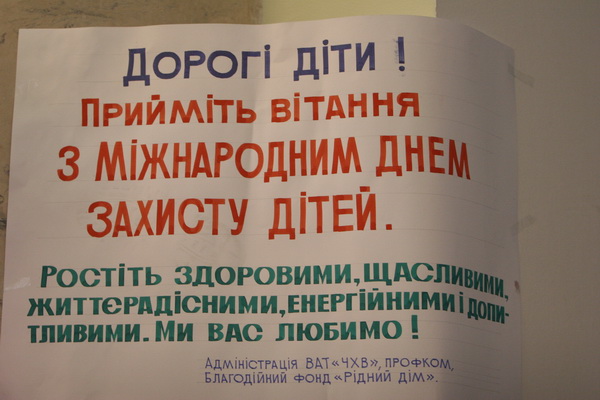 Дорогі діти!
Прийміть вітання
з Міжнародним днем
захисту дітей.
Ростіть здоровими, щасливими,
життєрадісними, енергійними і допи-
тливими. Ми вас любимо!
Адміністрація ВАТ «ЧХВ», профком,
Благодійний фонд «Рідний дім».